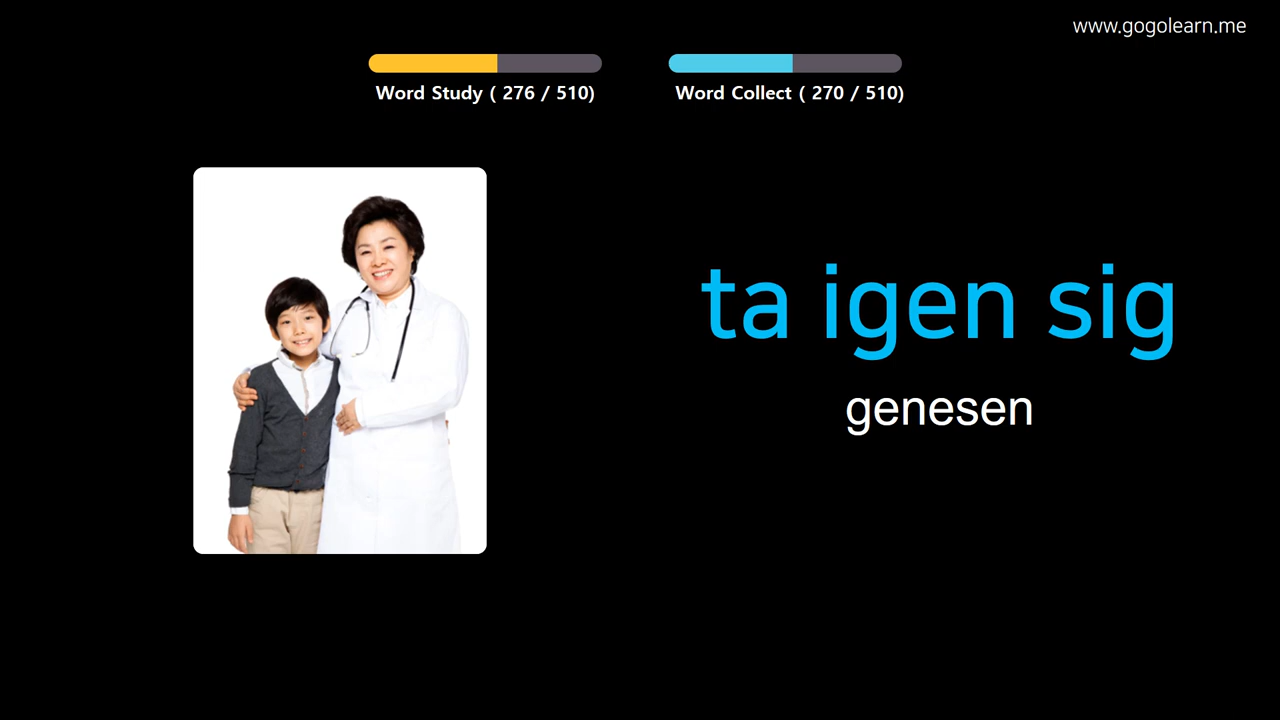 www.gogolearn.me
Word Study ( 276 / 510)
Word Collect ( 270 / 510)
ta igen sig
genesen